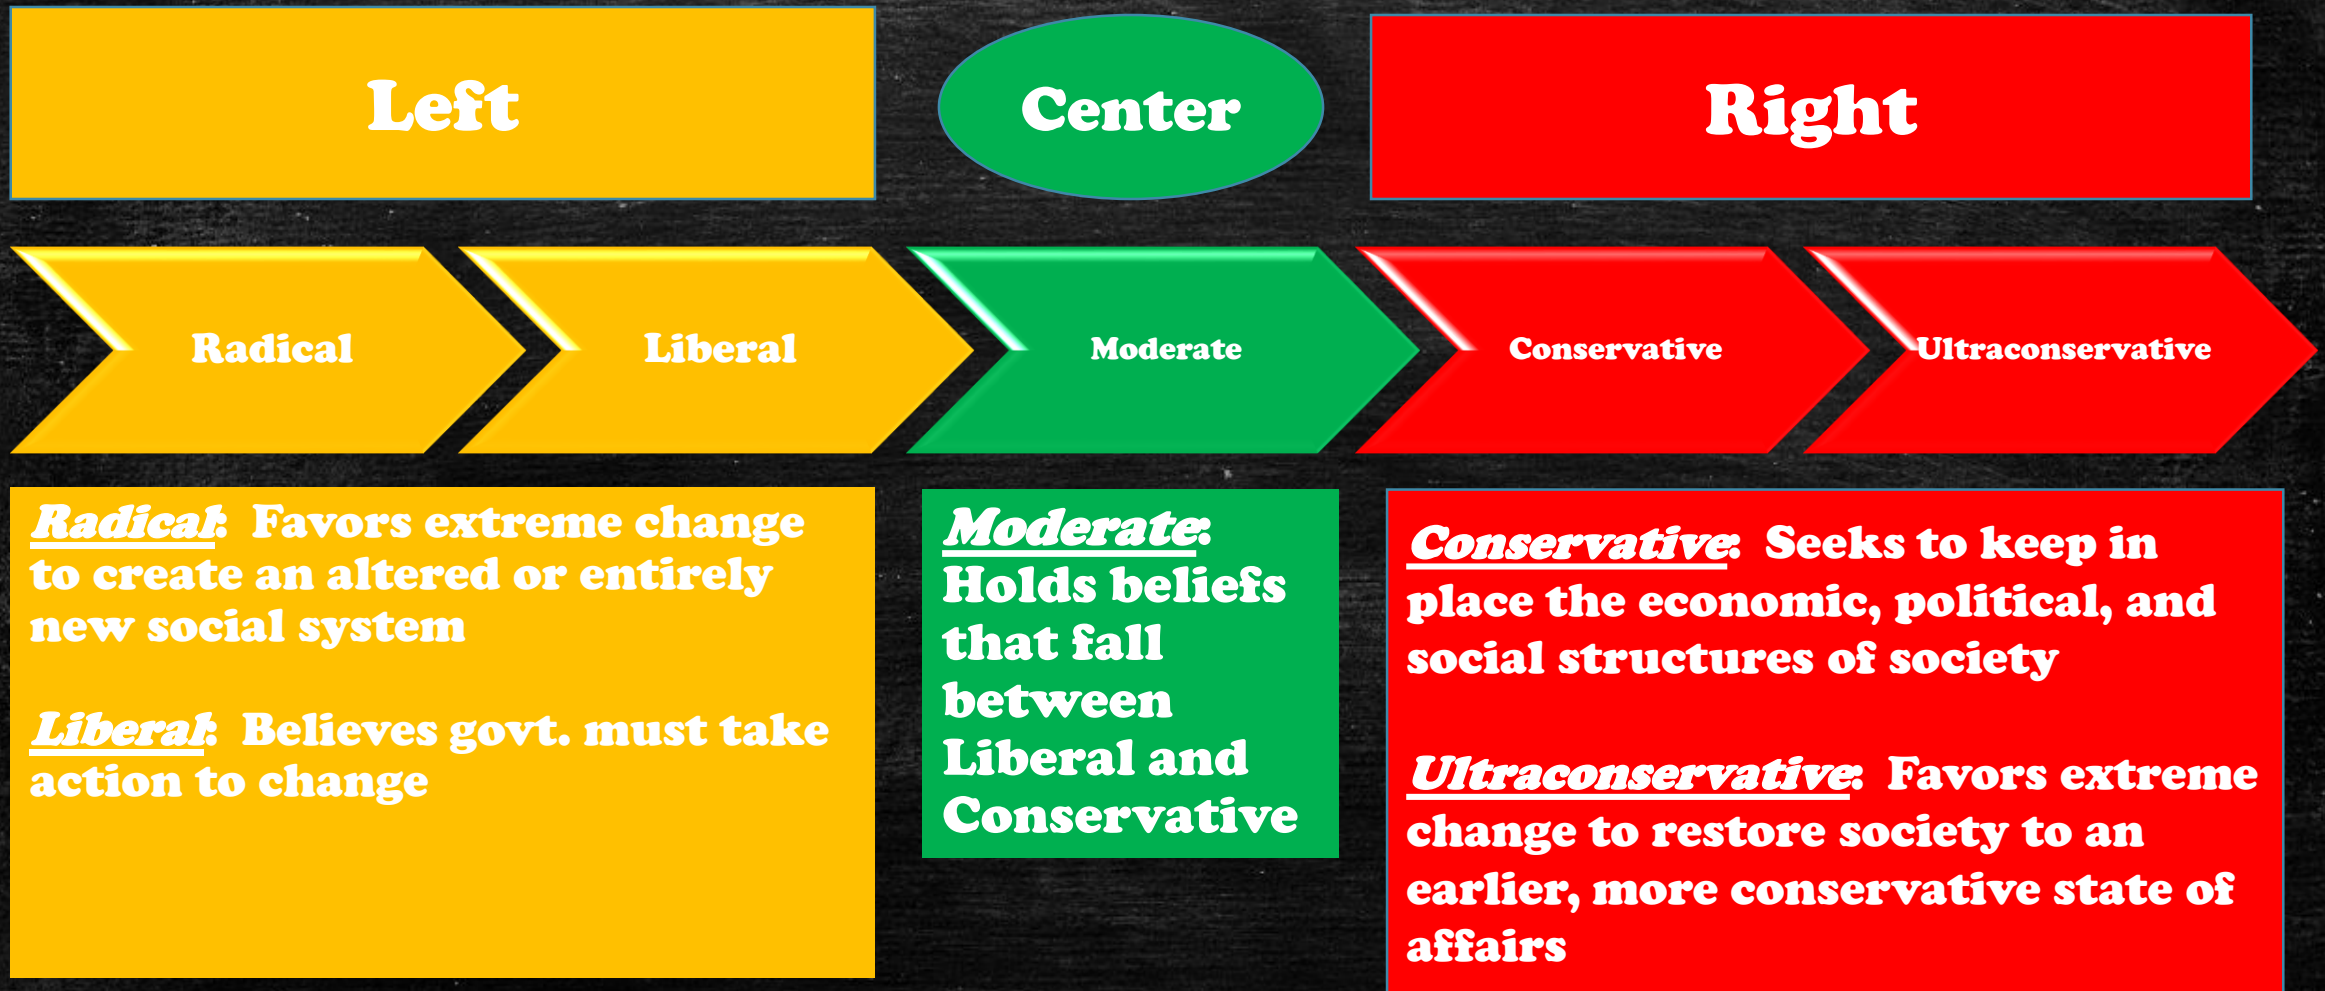 Left
Center
Right
Radical
Liberal
Moderate
Conservative
Ultraconservative
Radical: Favors extreme change
to create an altered or entirely
new social system
Liberal: Believes govt. must take
action to change
Moderate:
Holds beliefs
that fall
between
Liberal and
Conservative
Conservative: Seeks to keep in
place the economic, political, and
social structures of society
Ultraconservative: Favors extreme
change to restore society to an
earlier, more conservative state of
affairs